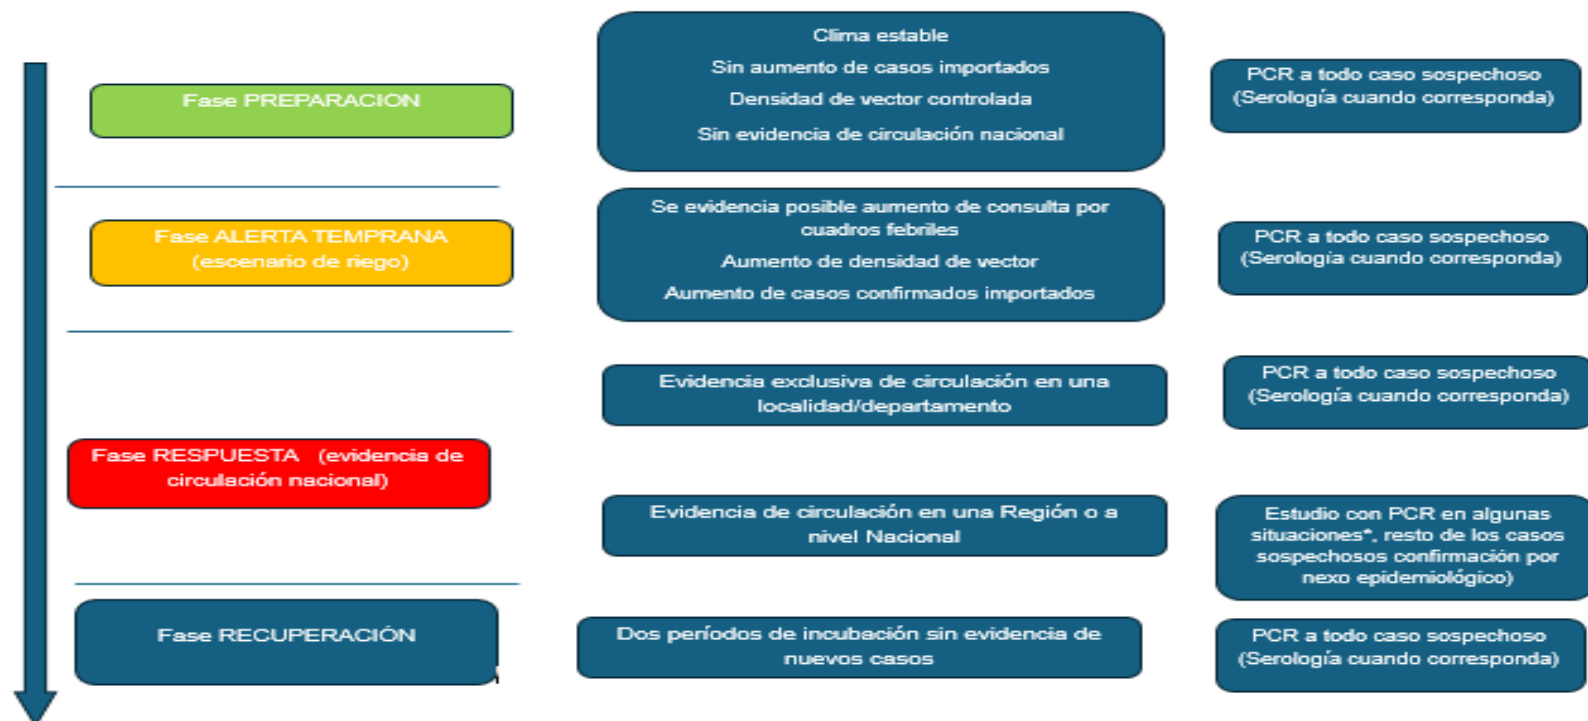 Fase PREPARACION
Clima estable
Sin aumento de casos importados
Densidad de vector controlada
Sin evidencia de circulación nacional
PCR a todo caso sospechoso
(Serología cuando corresponda)
Fase ALERTA TEMPRANA
(escenario de riego)
Se evidencia posible aumento de consulta por
cuadros febriles
Aumento de densidad de vector
Aumento de casos confirmados importados
PCR a todo caso sospechoso
(Serología cuando corresponda)
Fase RESPUESTA (evidencia de
circulación nacional)
Evidencia exclusiva de circulación en una
localidad/departamento
PCR a todo caso sospechoso
(Serología cuando corresponda)
Evidencia de circulación en una Región o a
nivel Nacional
Estudio con PCR en algunas
situaciones*, resto de los casos
sospechosos confirmación por
nexo epidemiológico)
Fase RECUPERACIÓN
Dos períodos de incubación sin evidencia de
nuevos casos
PCR a todo caso sospechoso
(Serología cuando corresponda)